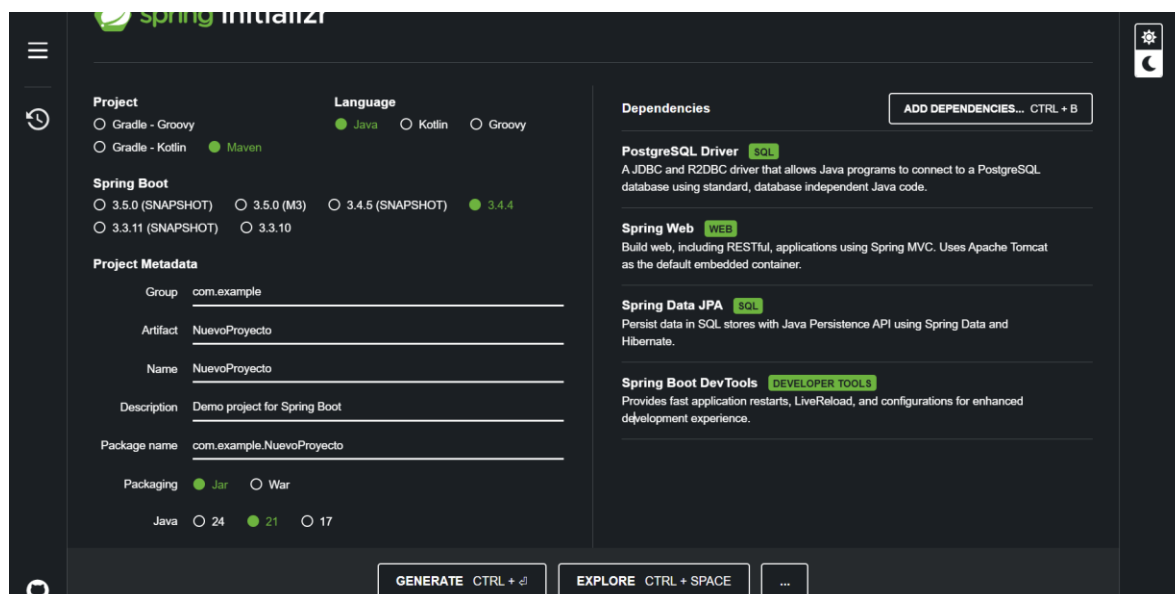 spring initializr
Project
Gradle - Groovy
Gradle - Kotlin Maven
Language
Java Kotlin Groovy
Spring Boot
3.5.0 (SNAPSHOT) 3.5.0 (M3) 3.4.5 (SNAPSHOT) 3.4.4
3.3.11 (SNAPSHOT) 3.3.10
Project Metadata
Group com.example
Artifact NuevoProyecto
Name NuevoProyecto
Description Demo project for Spring Boot
Package name com.example.NuevoProyecto
Packaging Jar War
Java 24 21 17
Dependencies ADD DEPENDENCIES... CTRL + B
PostgreSQL Driver SQL
A JDBC and R2DBC driver that allows Java programs to connect to a PostgreSQL
database using standard, database independent Java code.
Spring Web WEB
Build web, including RESTful, applications using Spring MVC. Uses Apache Tomcat
as the default embedded container.
Spring Data JPA SQL
Persist data in SQL stores with Java Persistence API using Spring Data and
Hibernate.
Spring Boot DevTools DEVELOPER TOOLS
Provides fast application restarts, LiveReload, and configurations for enhanced
development experience.
GENERATE CTRL + ⏎ EXPLORE CTRL + SPACE ...